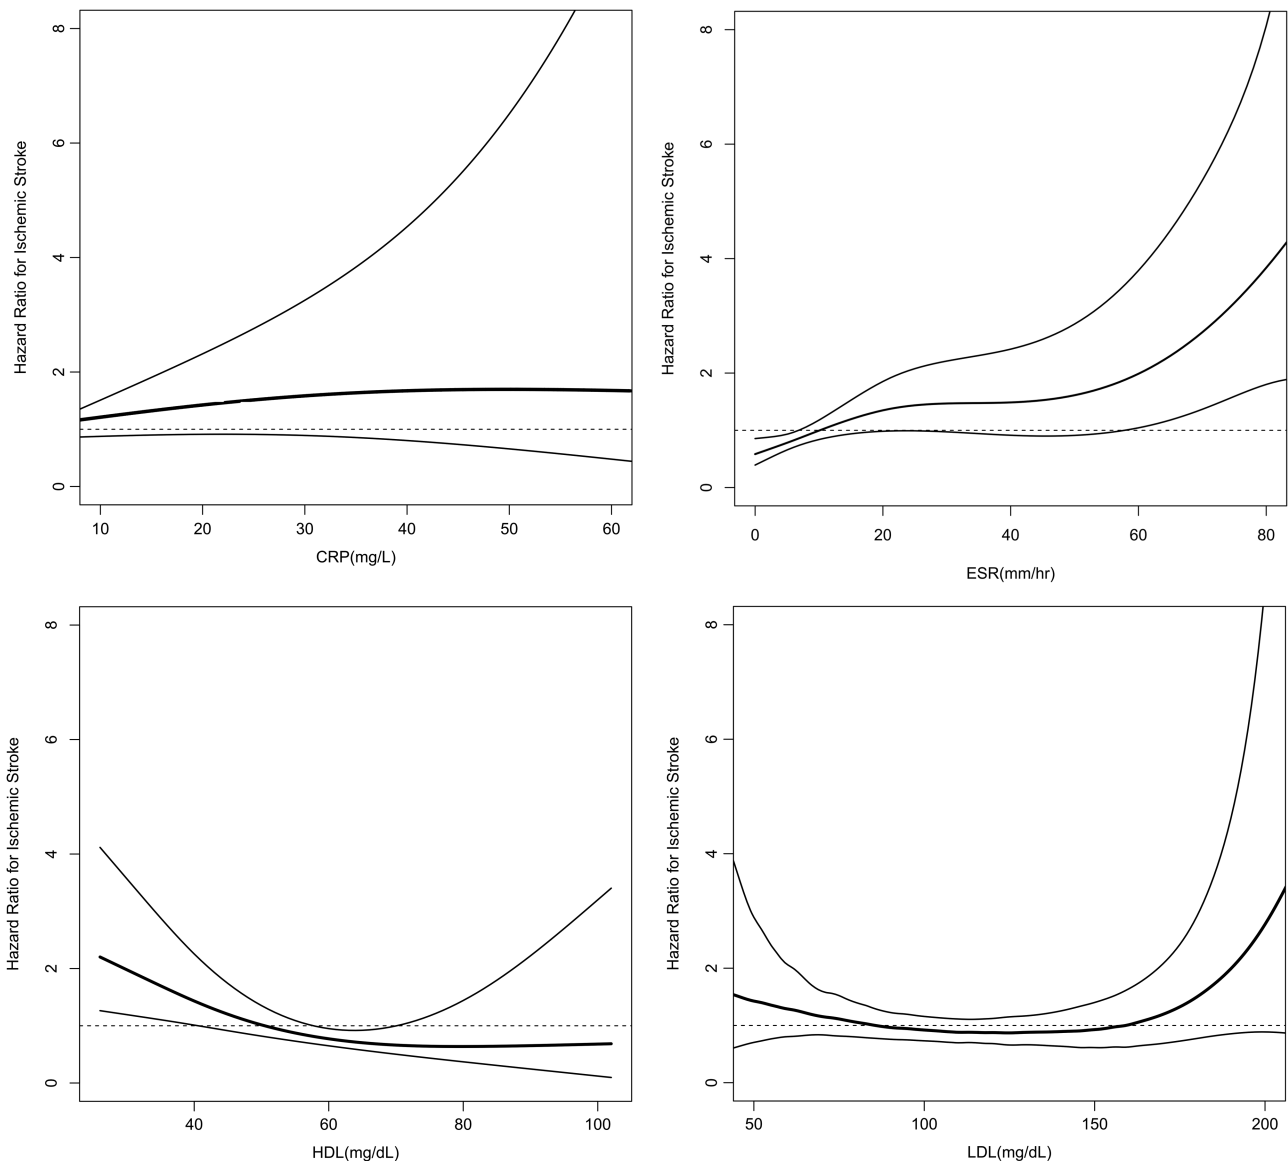 Hazard Ratio for Ischemic Stroke
8
6
4
2
0
10 20 30 40 50 60
CRP(mg/L)
Hazard Ratio for Ischemic Stroke
8
6
4
2
0
0 20 40 60 80
ESR(mm/hr)
Hazard Ratio for Ischemic Stroke
8
6
4
2
0
40 60 80 100
HDL(mg/dL)
Hazard Ratio for Ischemic Stroke
8
6
4
2
0
50 100 150 200
LDL(mg/dL)